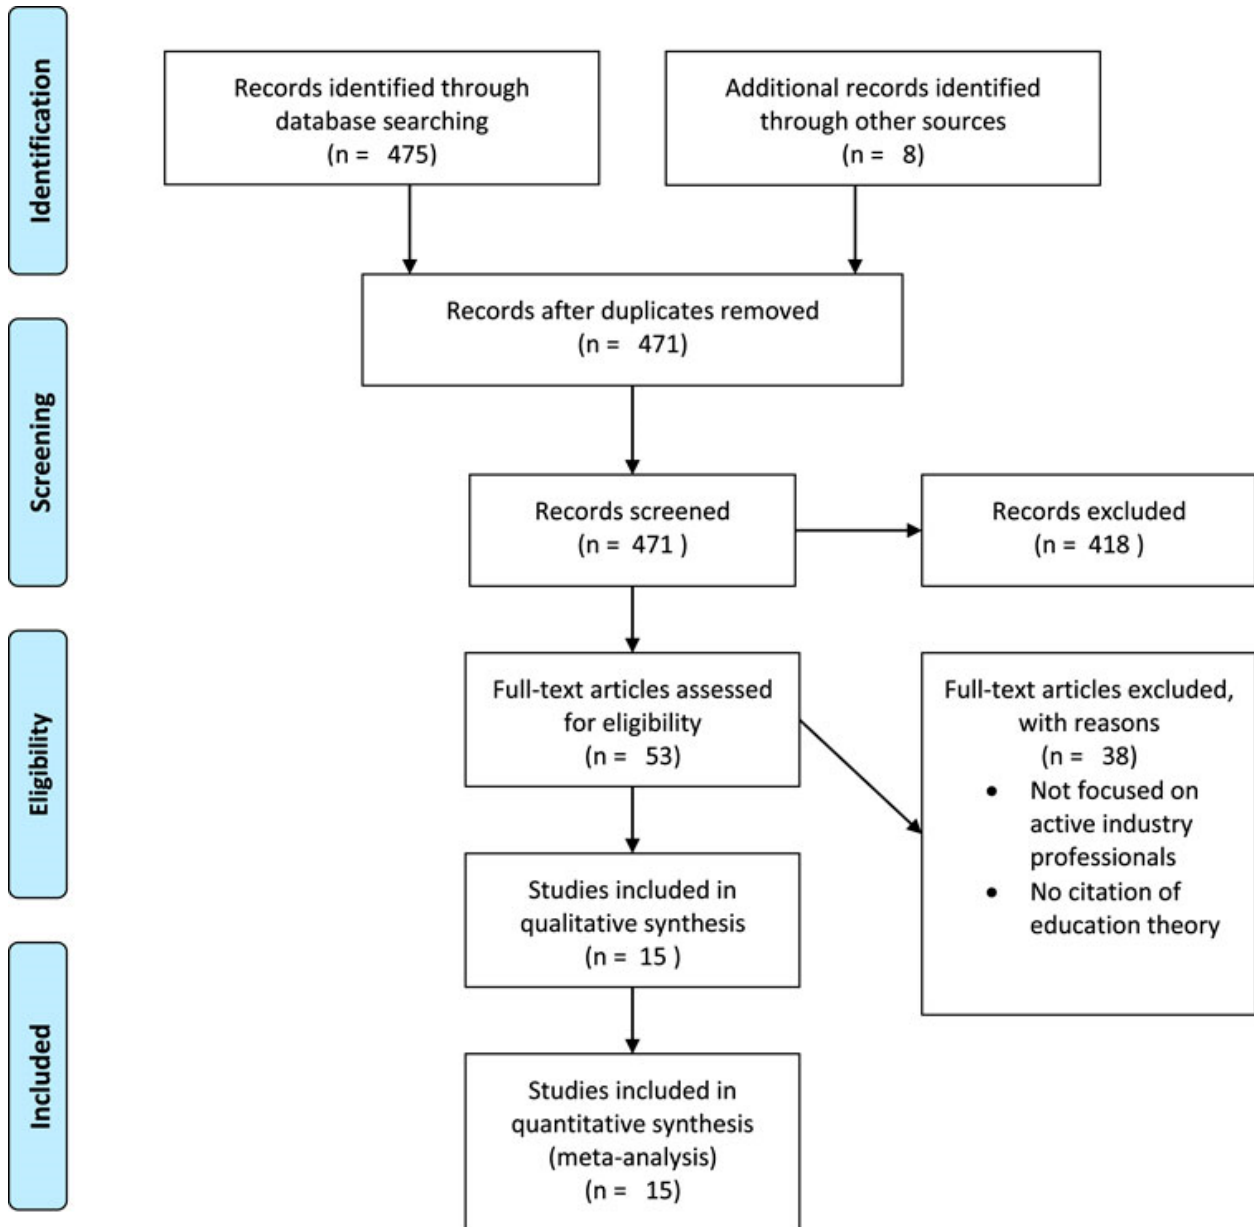 Identification
Records identified through
database searching
(n = 475)
Additional records identified
through other sources
(n = 8)
Records after duplicates removed
(n = 471)
Screening
Records screened
(n = 471 )
Records excluded
(n = 418 )
Eligibility
Full-text articles assessed
for eligibility
(n = 53)
Full-text articles excluded,
with reasons
(n = 38)
• Not focused on
active industry
professionals
• No citation of
education theory
Studies included in
qualitative synthesis
(n = 15 )
Included
Studies included in
quantitative synthesis
(meta-analysis)
(n = 15)